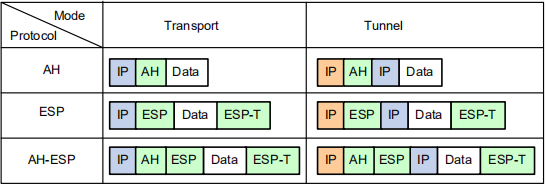 Mode
Protocol
Transport
Tunnel
AH
IP AH Data
IP AH IP Data
ESP
IP ESP Data ESP-T
IP ESP IP Data ESP-T
AH-ESP
IP AH ESP Data ESP-T
IP AH ESP IP Data ESP-T